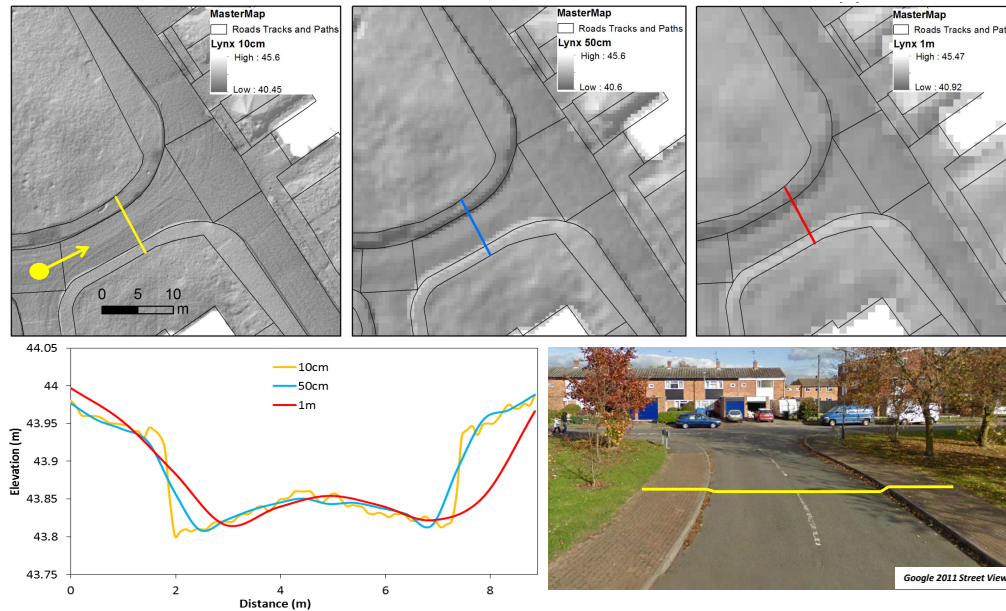 MasterMap
Roads Tracks and Paths
Lynx 10cm
High : 45.6
Low : 40.45
0 5 10
m
MasterMap
Roads Tracks and Paths
Lynx 50cm
High : 45.6
Low : 40.6
MasterMap
Roads Tracks and Paths
Lynx 1m
High : 45.47
Low : 40.92
44.05
44
43.95
43.9
43.85
43.8
43.75
Elevation (m)
10cm
50cm
1m
0 2 4 6 8
Distance (m)
Google 2011 Street View